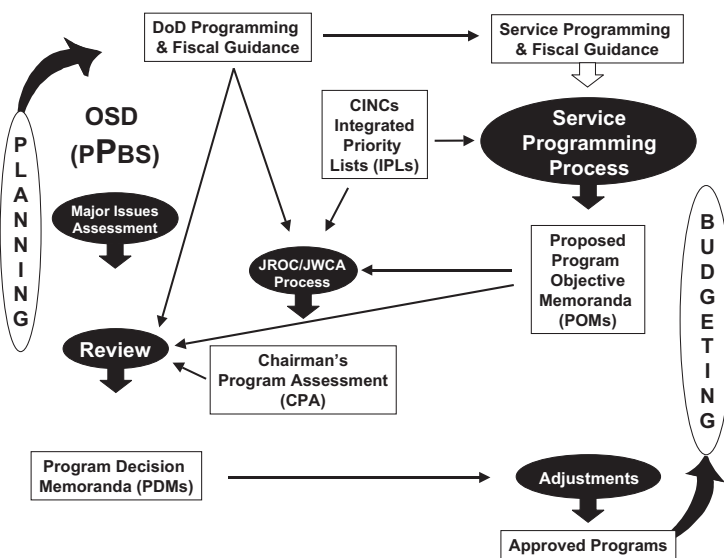 DoD Programming
& Fiscal Guidance
Service Programming
& Fiscal Guidance
PLANNING
OSD
(PPBS)
CINCs
Integrated
Priority
Lists (IPLs)
Service
Programming
Process
Major Issues
Assessment
JROC/JWCA
Process
Proposed
Program
Objective
Memoranda
(POMs)
BUDGETING
Review
Chairman's
Program Assessment
(CPA)
Program Decision
Memoranda (PDMs)
Adjustments
Approved Programs